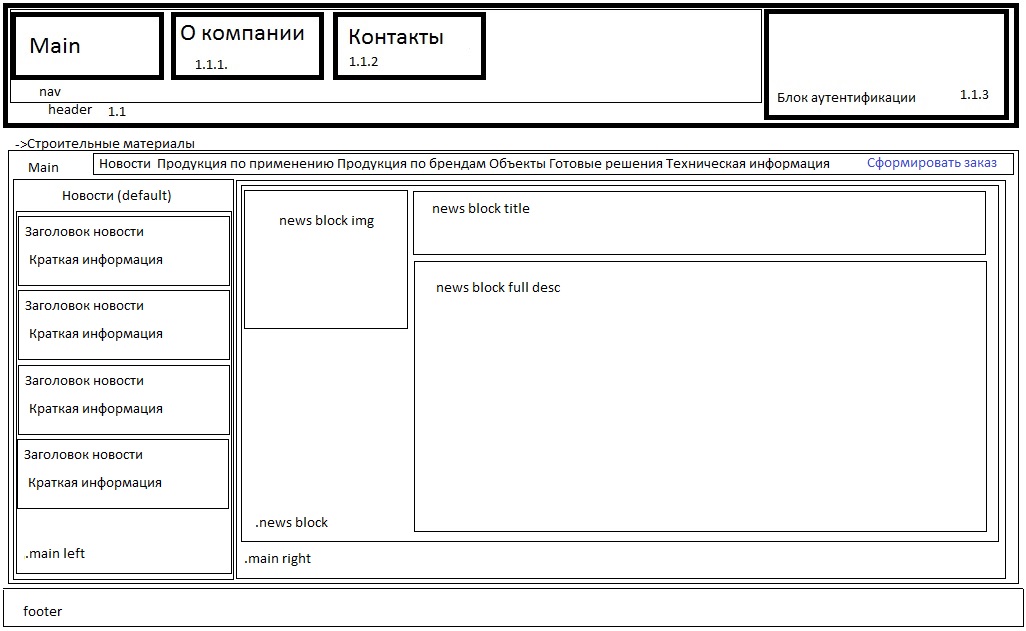 Main
О компании
1.1.1.
Контакты
1.1.2
nav
header 1.1
Блок аутентификации 1.1.3
->Строительные материалы
Main
Новости Продукция по применению Продукция по брендам Объекты Готовые решения Техническая информация Сформировать заказ
Новости (default)
Заголовок новости
Краткая информация
Заголовок новости
Краткая информация
Заголовок новости
Краткая информация
Заголовок новости
Краткая информация
.main left
news block img
news block title
news block full desc
.news block
.main right
footer